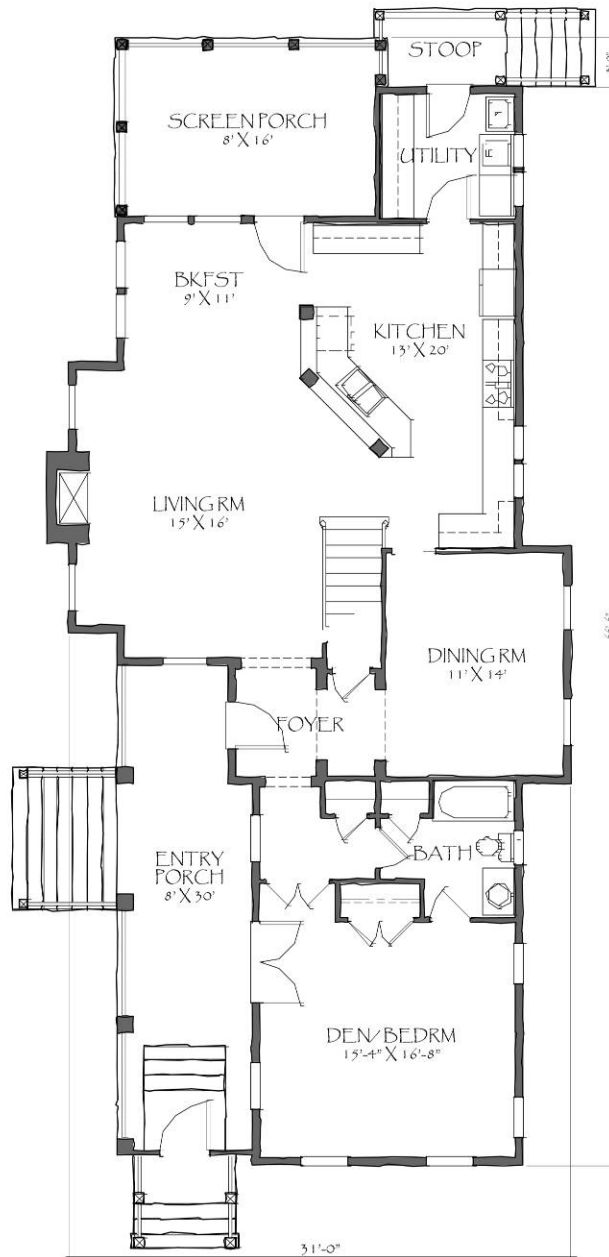 STOOP
SCREEN PORCH
8' X 16'
UTILITY
BKFST
9' X 11'
KITCHEN
13' X 20'
LIVING RM
15' X 16'
DINING RM
11' X 14'
FOYER
ENTRY
PORCH
8' X 30'
BATH
DEN/BEDRM
15'-4" X 16'-8"
31'-0"